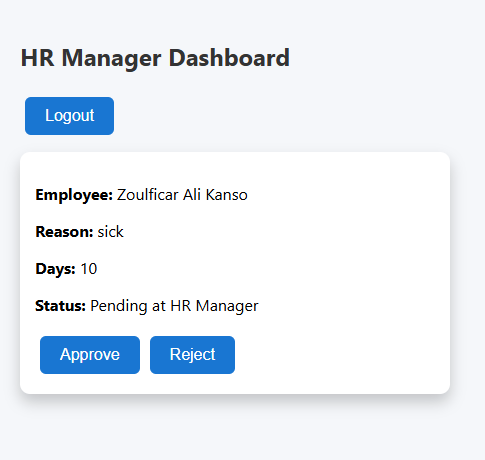 HR Manager Dashboard
Logout
Employee: Zoulficar Ali Kanso
Reason: sick
Days: 10
Status: Pending at HR Manager
Approve Reject